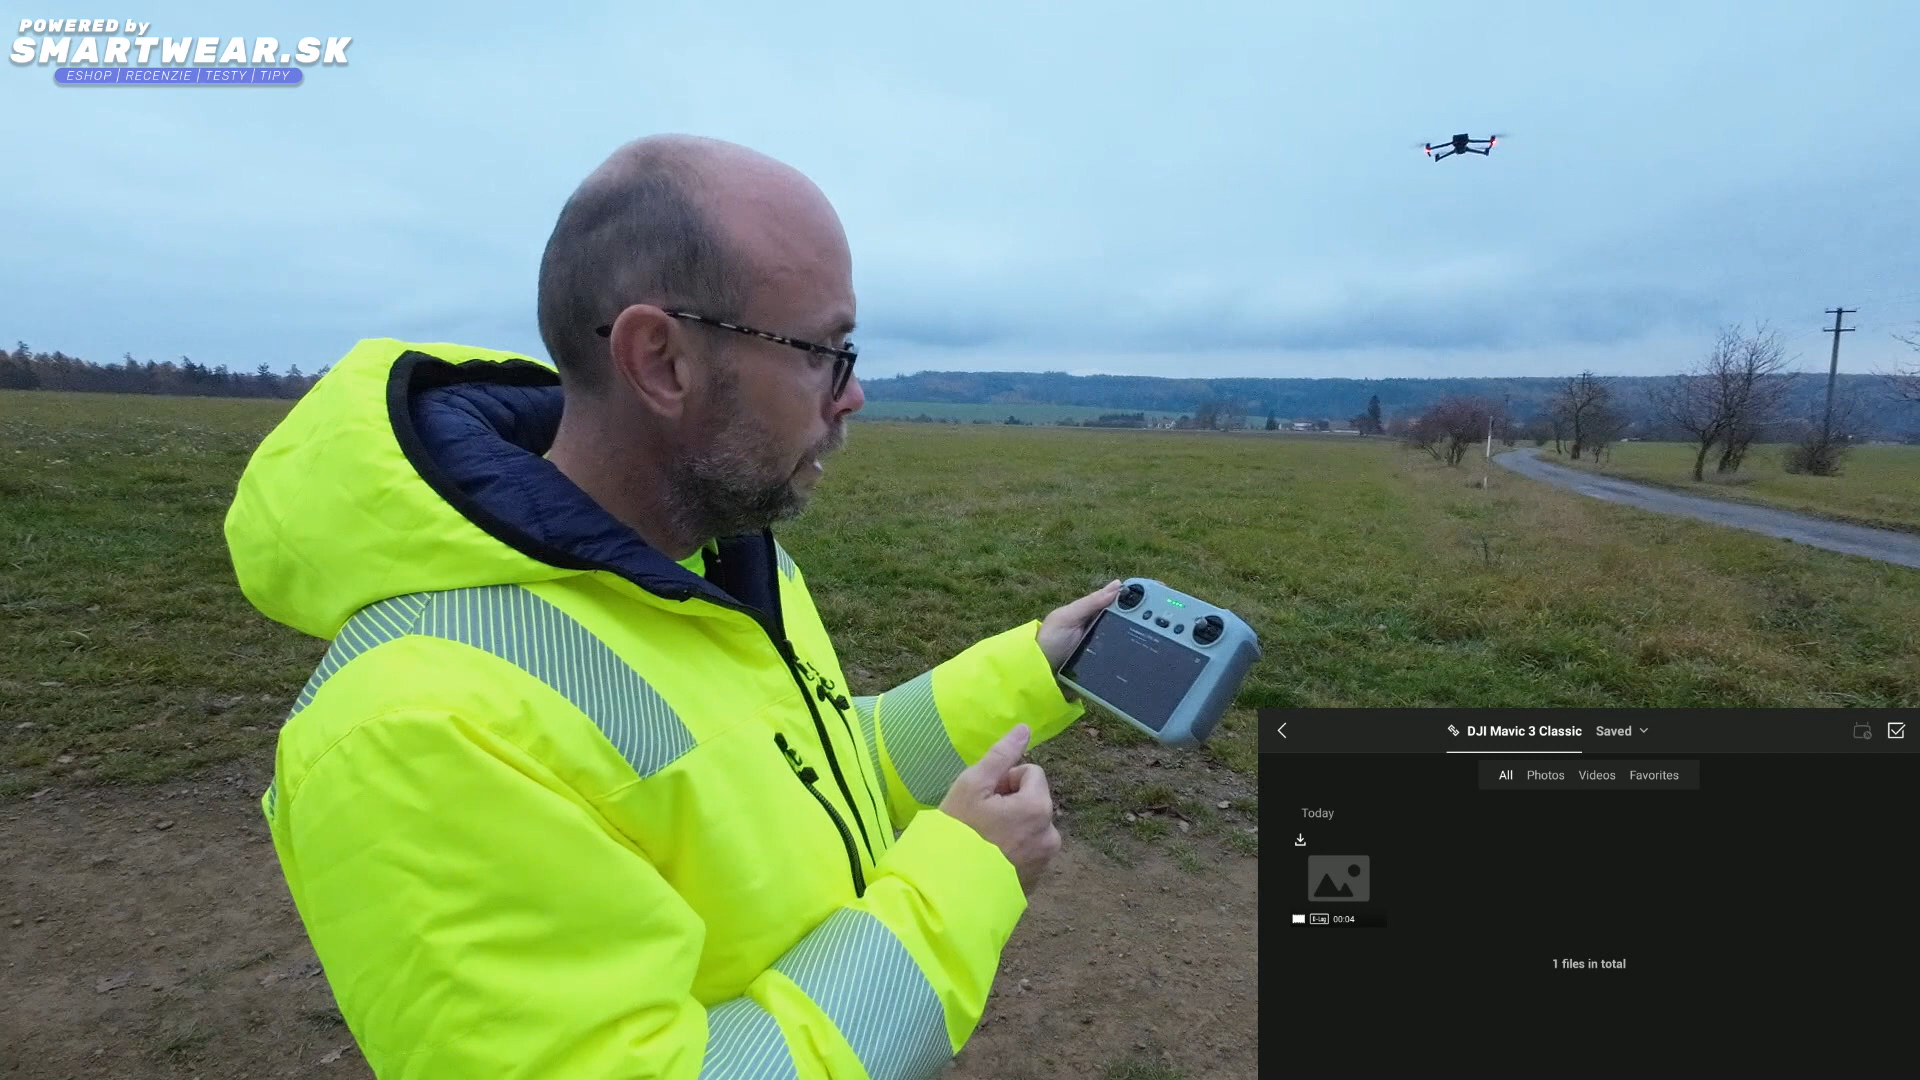 POWERED by
SMARTWEAR.SK
ESHOP | RECENZIE | TESTY | TIPY
DJI Mavic 3 Classic Saved
All Photos Videos Favorites
Today
D-Log 00:04
1 files in total